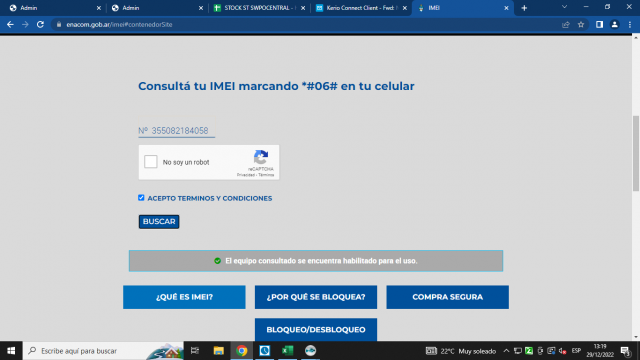 Admin
Admin
STOCK ST SWPOCENTRAL -
Kerio Connect Client - Fwd:
IMEI
enacom.gob.ar/imei#contenedorSite
Consultá tu IMEI marcando *#06# en tu celular
Nº 355082184058
No soy un robot
reCAPTCHA
Privacidad - Términos
ACEPTO TERMINOS Y CONDICIONES
BUSCAR
El equipo consultado se encuentra habilitado para el uso.
¿QUÉ ES IMEI?
¿POR QUÉ SE BLOQUEA?
COMPRA SEGURA
BLOQUEO/DESBLOQUEO
Escribe aquí para buscar
22°C Muy soleado
ESP
13:19
29/12/2022